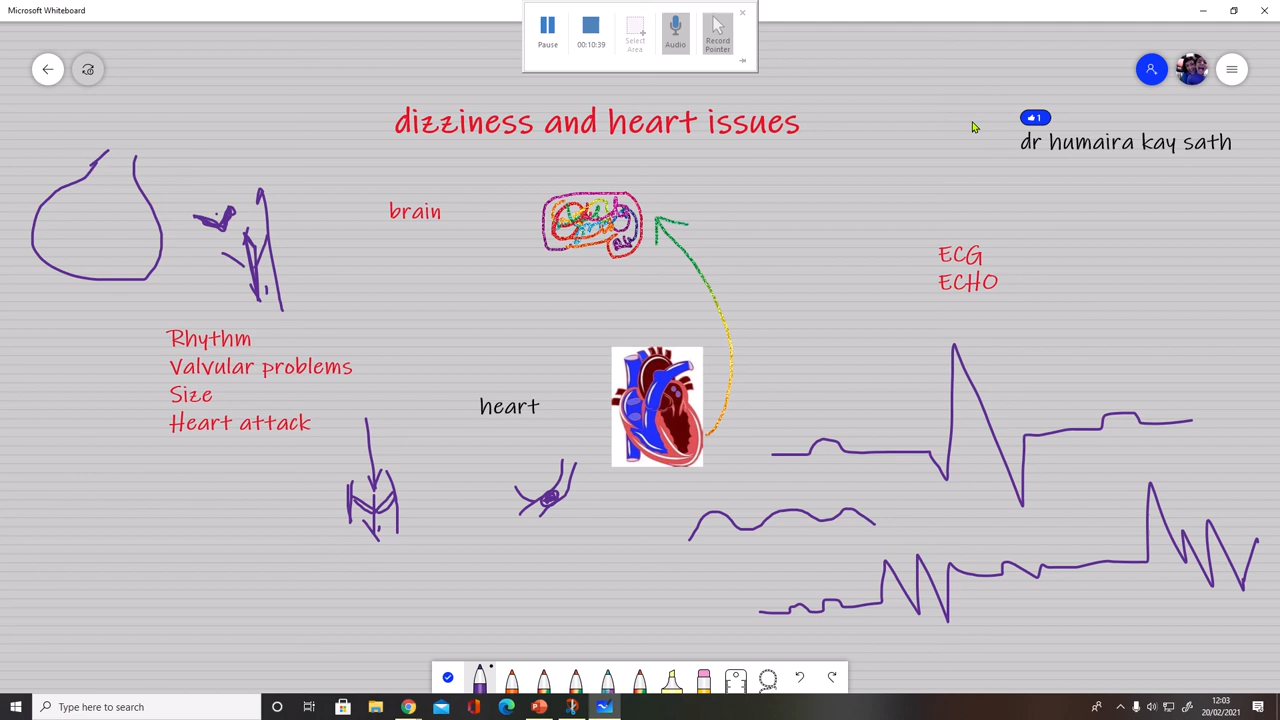 Microsoft Whiteboard
Pause
00:10:39
Select
Area
Audio
Record
Pointer
dizziness and heart issues
1
dr humaira kay sath
brain
ECG
ECHO
Rhythm
Valvular problems
Size
Heart attack
heart
Type here to search
12:03
20/02/2021